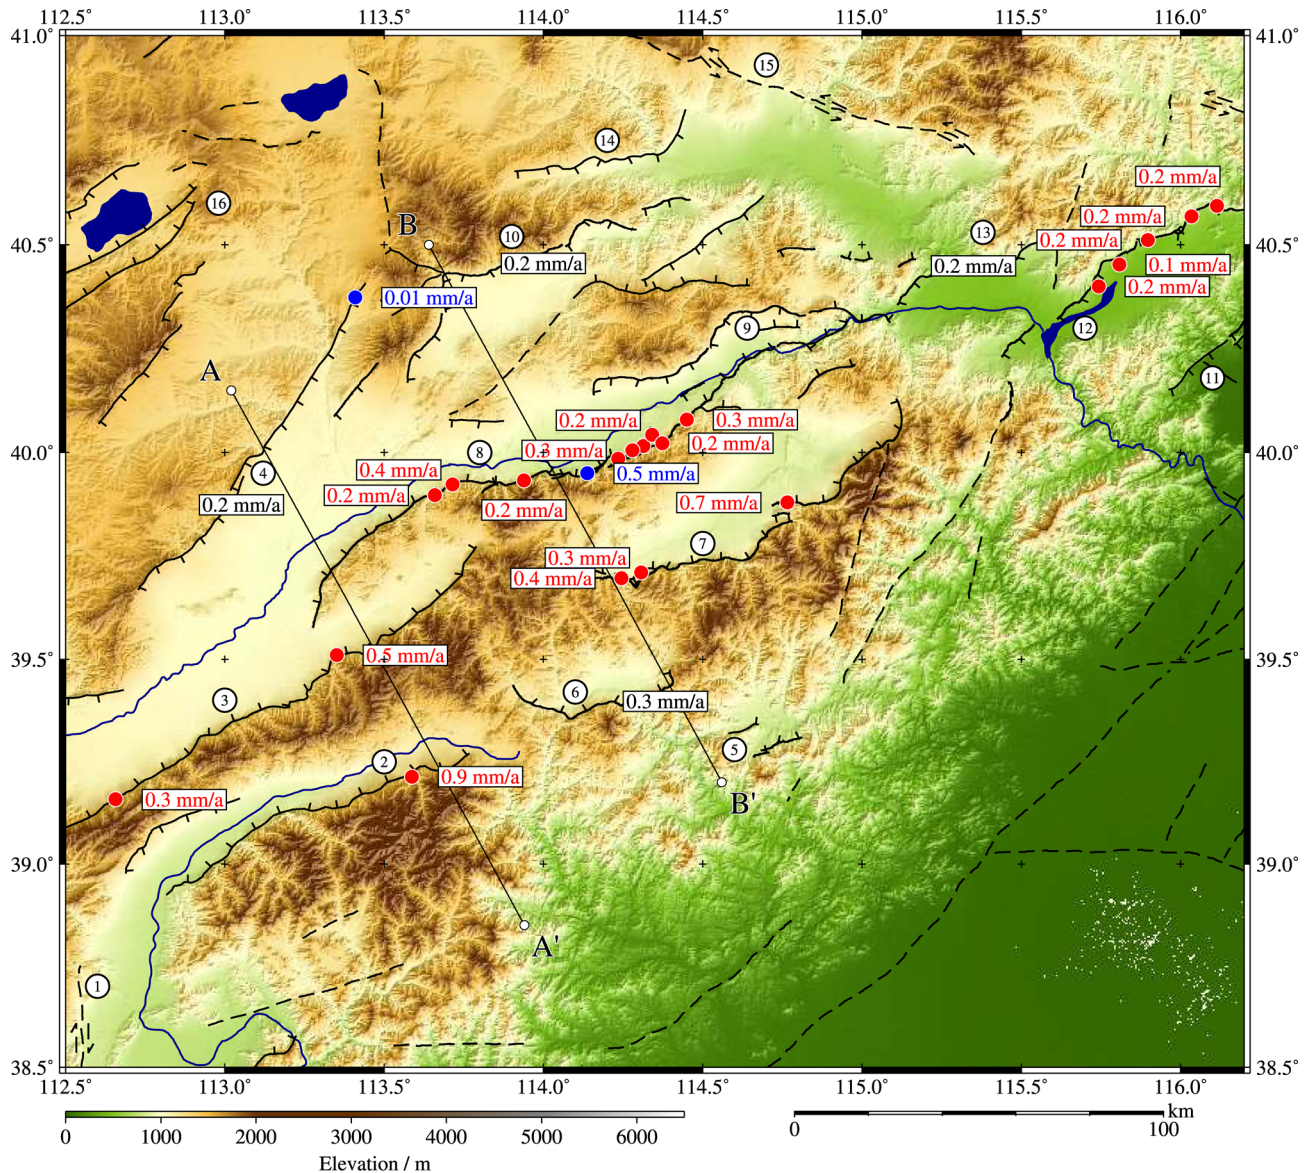 112.5° 113.0° 113.5° 114.0° 114.5° 115.0° 115.5° 116.0°
41.0° 41.0°
15
14
0.2 mm/a
16
B
10
13
0.2 mm/a
40.5° 40.5°
0.2 mm/a
0.2 mm/a
0.2 mm/a
0.1 mm/a
0.01 mm/a
0.2 mm/a
9
12
A
11
0.2 mm/a
0.3 mm/a
8
0.3 mm/a
0.2 mm/a
40.0° 40.0°
4
0.4 mm/a
0.5 mm/a
0.2 mm/a
0.2 mm/a
0.2 mm/a
0.7 mm/a
7
0.3 mm/a
0.4 mm/a
0.5 mm/a
39.5° 39.5°
3
6
0.3 mm/a
5
2
0.9 mm/a
0.3 mm/a
B'
39.0° 39.0°
A'
1
38.5° 38.5°
112.5° 113.0° 113.5° 114.0° 114.5° 115.0° 115.5° 116.0°
km
0 1000 2000 3000 4000 5000 6000
0 100
Elevation / m